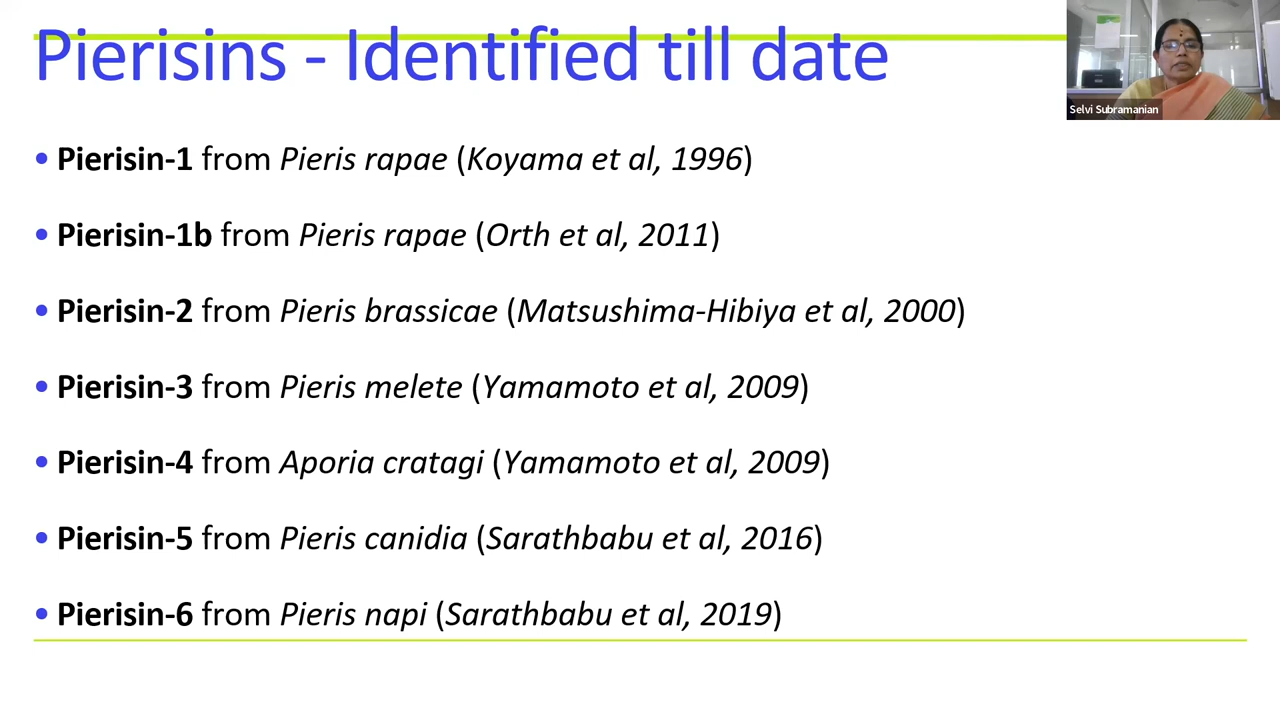 Pierisins - Identified till date
Selvi Subramanian
• Pierisin-1 from Pieris rapae (Koyama et al, 1996)
• Pierisin-1b from Pieris rapae (Orth et al, 2011)
• Pierisin-2 from Pieris brassicae (Matsushima-Hibiya et al, 2000)
• Pierisin-3 from Pieris melete (Yamamoto et al, 2009)
• Pierisin-4 from Aporia cratagi (Yamamoto et al, 2009)
• Pierisin-5 from Pieris canidia (Sarathbabu et al, 2016)
• Pierisin-6 from Pieris napi (Sarathbabu et al, 2019)